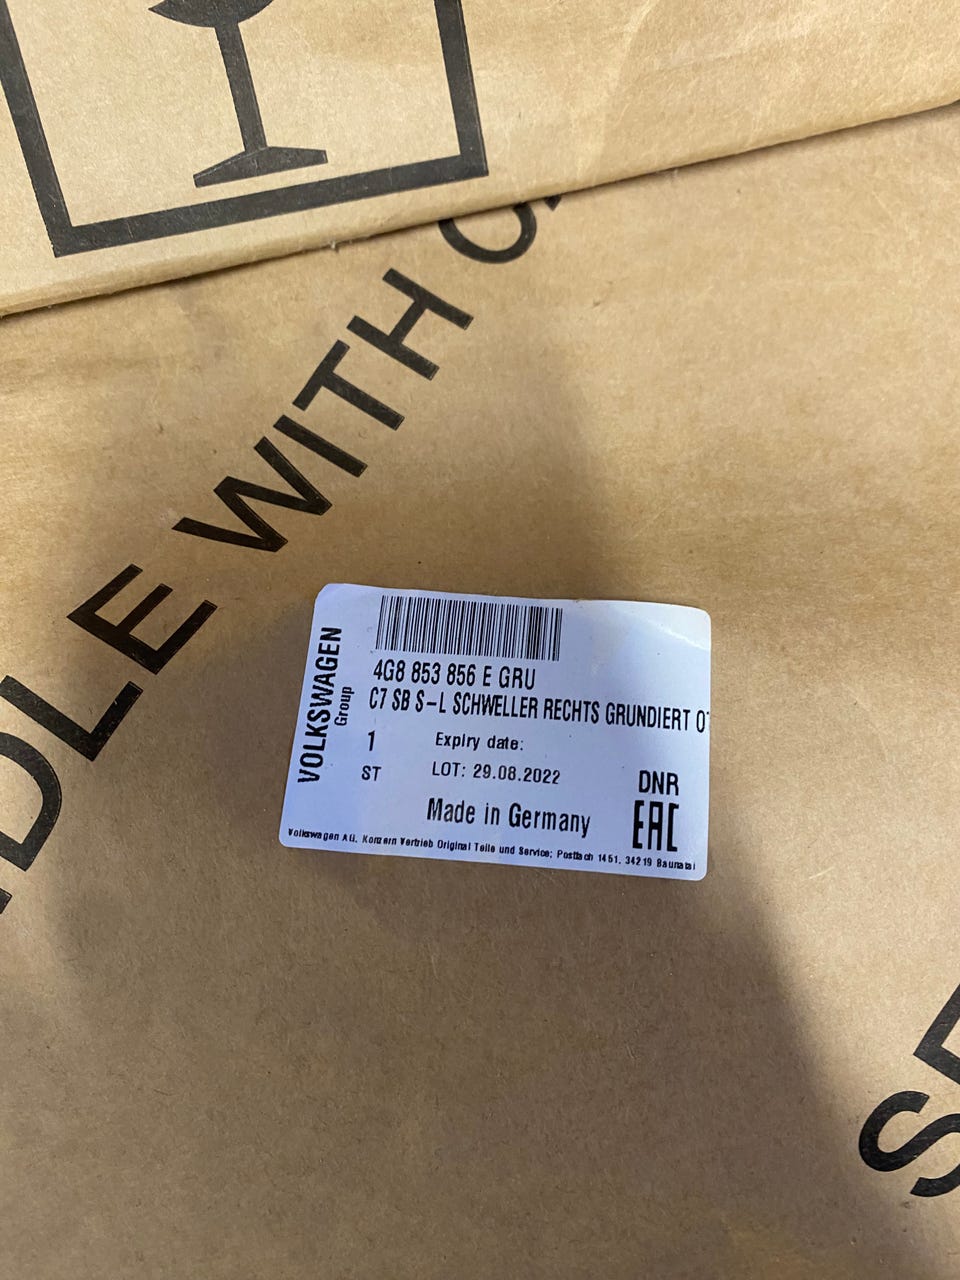 HANDLE WITH C
VOLKSWAGEN
Group
4G8 853 856 E GRU
C7 SB S-L SCHWELLER RECHTS GRUNDIERT 0
1
Expiry date:
ST
LOT: 29.08.2022
DNR
Made in Germany
EAC
Volkswagen AG. Konzern Vertrieb Original Teile und Service; Postfach 1451. 34219 Baunatal
S